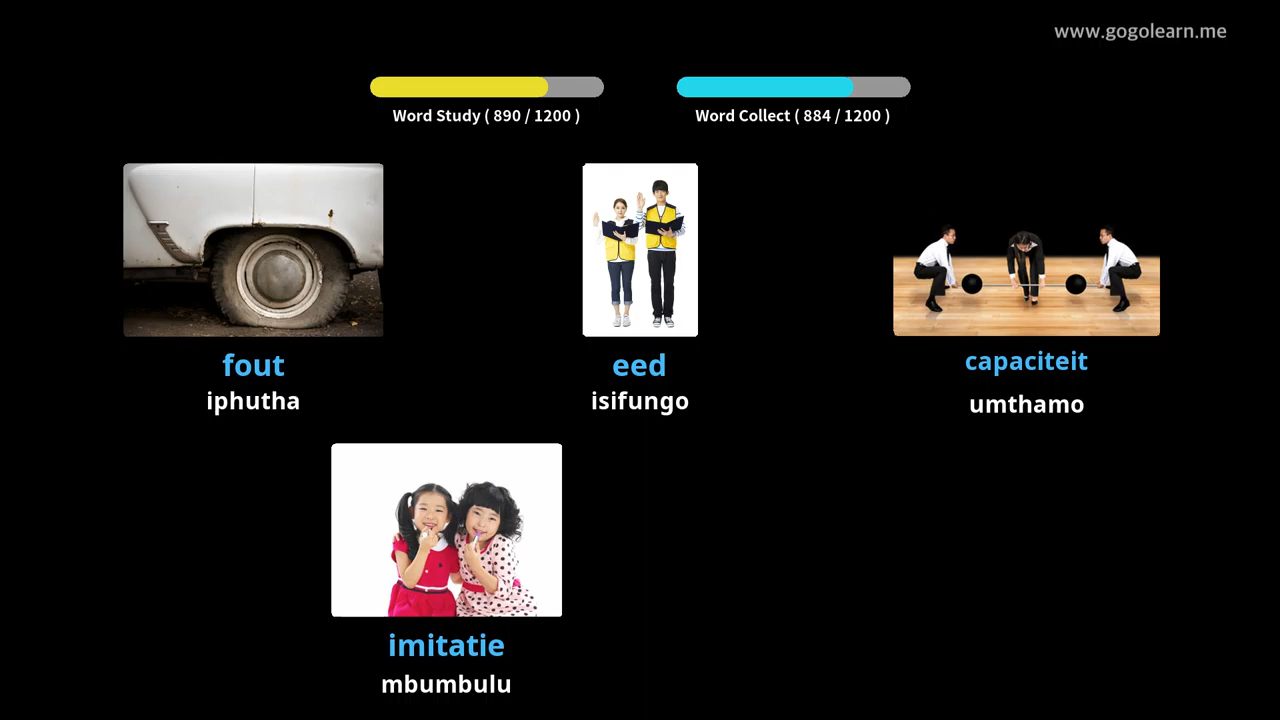 www.gogolearn.me
Word Study ( 890 / 1200 )
Word Collect ( 884 / 1200 )
fout
iphutha
eed
isifungo
capaciteit
umthamo
imitatie
mbumbulu